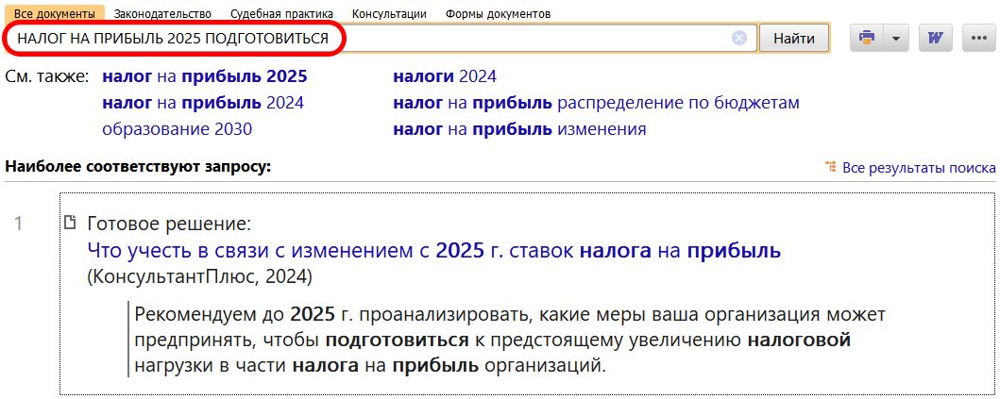 Все документы Законодательство Судебная практика Консультации Формы документов
НАЛОГ НА ПРИБЫЛЬ 2025 ПОДГОТОВИТЬСЯ Найти W
См. также: налог на прибыль 2025 налоги 2024
налог на прибыль 2024 налог на прибыль распределение по бюджетам
образование 2030 налог на прибыль изменения
Наиболее соответствуют запросу: Все результаты поиска
1 Готовое решение:
Что учесть в связи с изменением с 2025 г. ставок налога на прибыль
(КонсультантПлюс, 2024)
Рекомендуем до 2025 г. проанализировать, какие меры ваша организация может
предпринять, чтобы подготовиться к предстоящему увеличению налоговой
нагрузки в части налога на прибыль организаций.